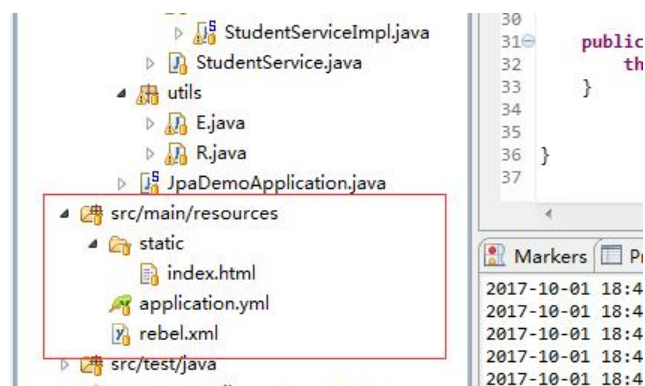 StudentServiceImpl.java
StudentService.java
utils
E.java
R.java
JpaDemoApplication.java
src/main/resources
static
index.html
application.yml
rebel.xml
src/test/java
30
31 public
32 th
33 }
34
35
36 }
37
Markers
2017-10-01 18:4
2017-10-01 18:4
2017-10-01 18:4
2017-10-01 18:4
2017-10-01 18:4